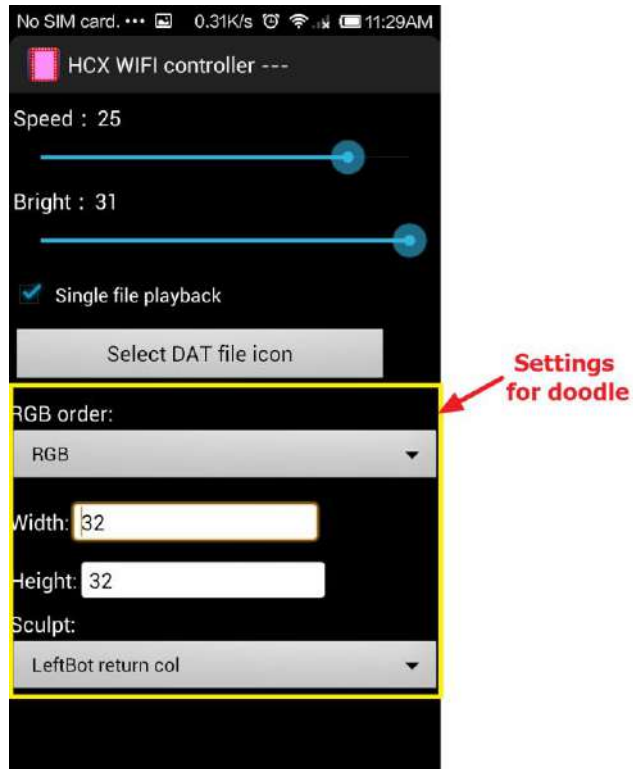 No SIM card. ••• 0.31K/s 11:29AM
HCX WIFI controller ---
Speed : 25
Bright : 31
Single file playback
Select DAT file icon
Settings
for doodle
RGB order:
RGB
Width: 32
Height: 32
Sculpt:
LeftBot return col